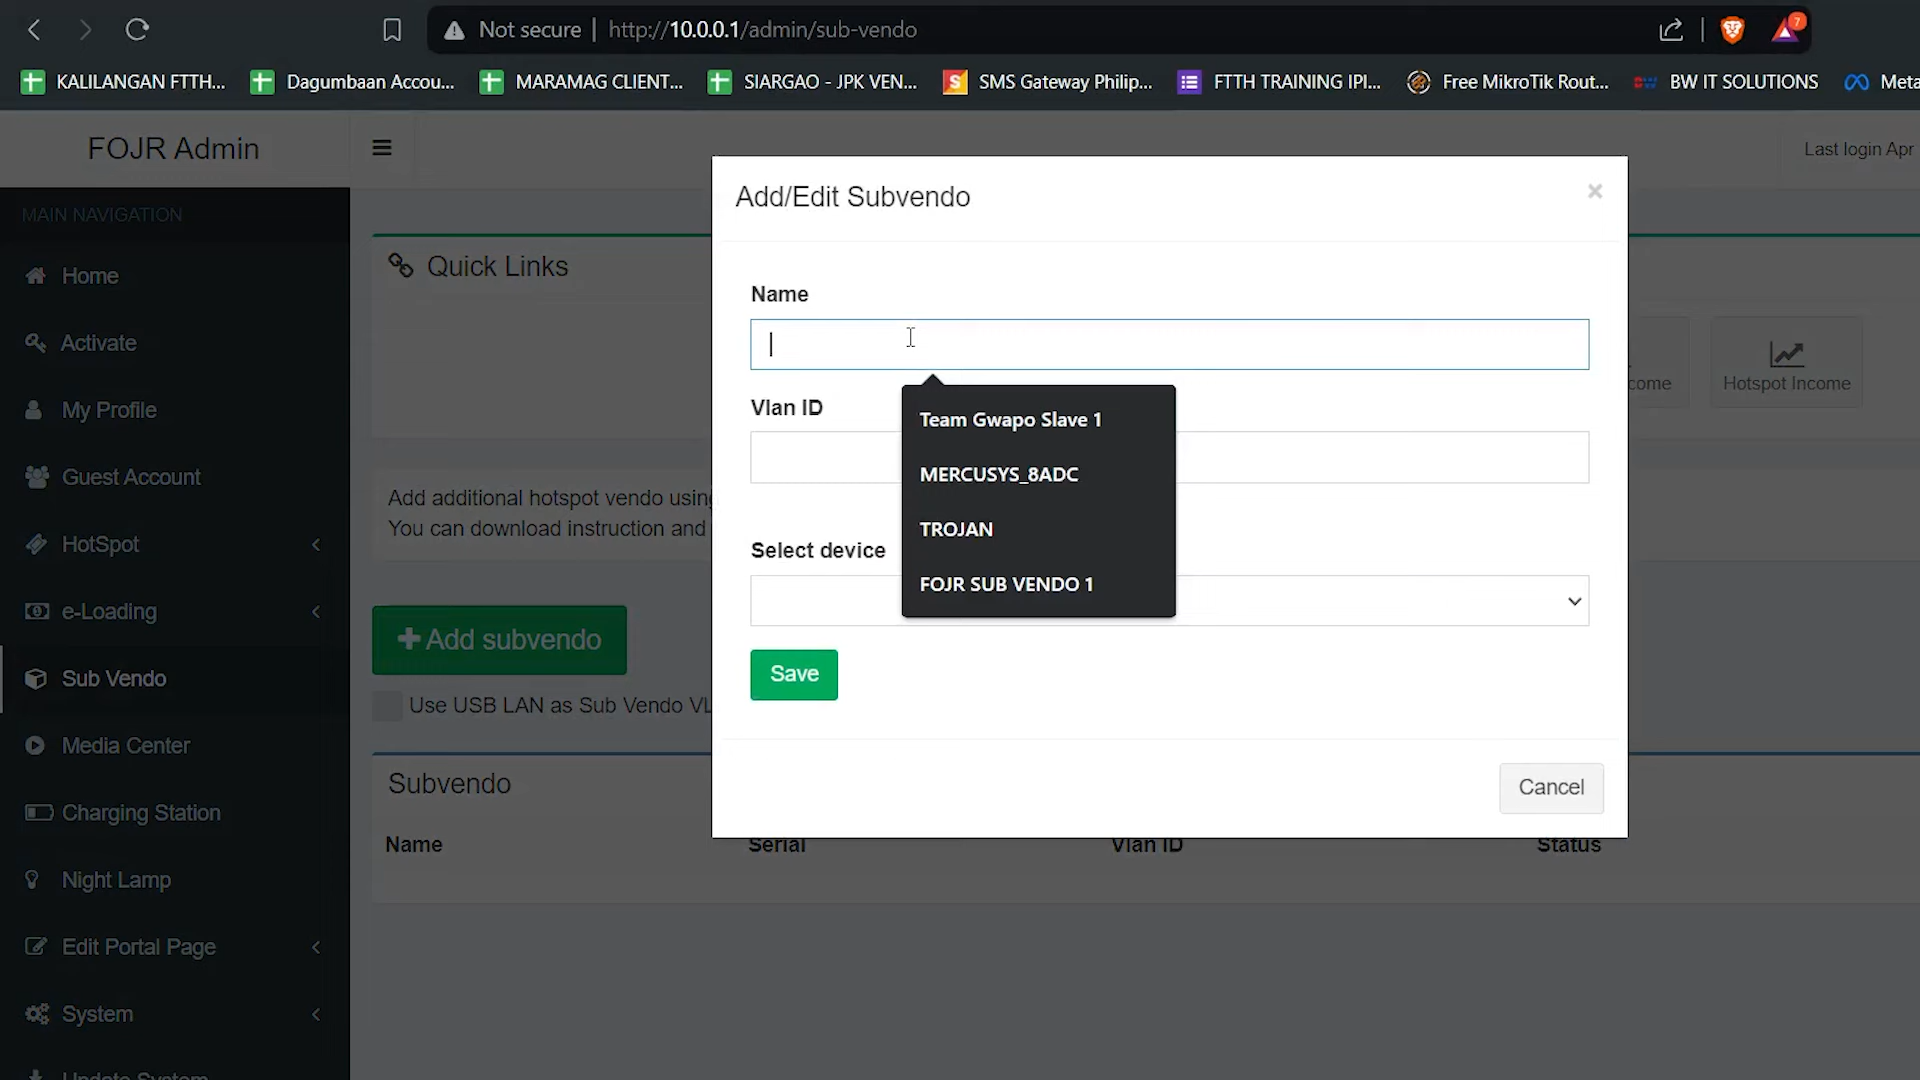 Not secure
http://10.0.0.1/admin/sub-vendo
7
KALILANGAN FTTH...
Dagumbaan Accou...
MARAMAG CLIENT...
SIARGAO - JPK VEN...
SMS Gateway Philip...
FTTH TRAINING IPI...
Free MikroTik Rout...
BW IT SOLUTIONS
Meta
FOJR Admin
Last login Apr
MAIN NAVIGATION
Home
Activate
My Profile
Guest Account
HotSpot
e-Loading
Sub Vendo
Media Center
Charging Station
Night Lamp
Edit Portal Page
System
Update System
Quick Links
come
Hotspot Income
Add additional hotspot vendo using
You can download instruction and
Add subvendo
Use USB LAN as Sub Vendo VL
Subvendo
Name
Serial
Vlan ID
Status
Add/Edit Subvendo
×
Name
Vlan ID
Team Gwapo Slave 1
MERCUSYS_8ADC
TROJAN
FOJR SUB VENDO 1
Select device
Save
Cancel